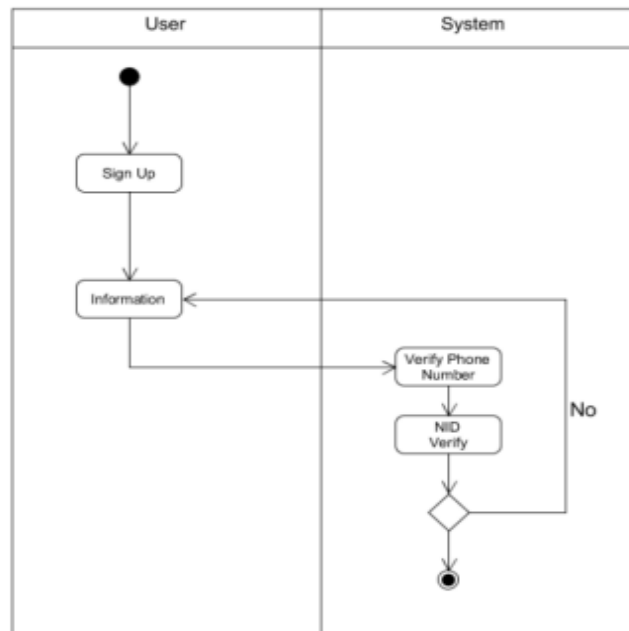 User
System
Sign Up
Information
Verify Phone
Number
No
NID
Verify